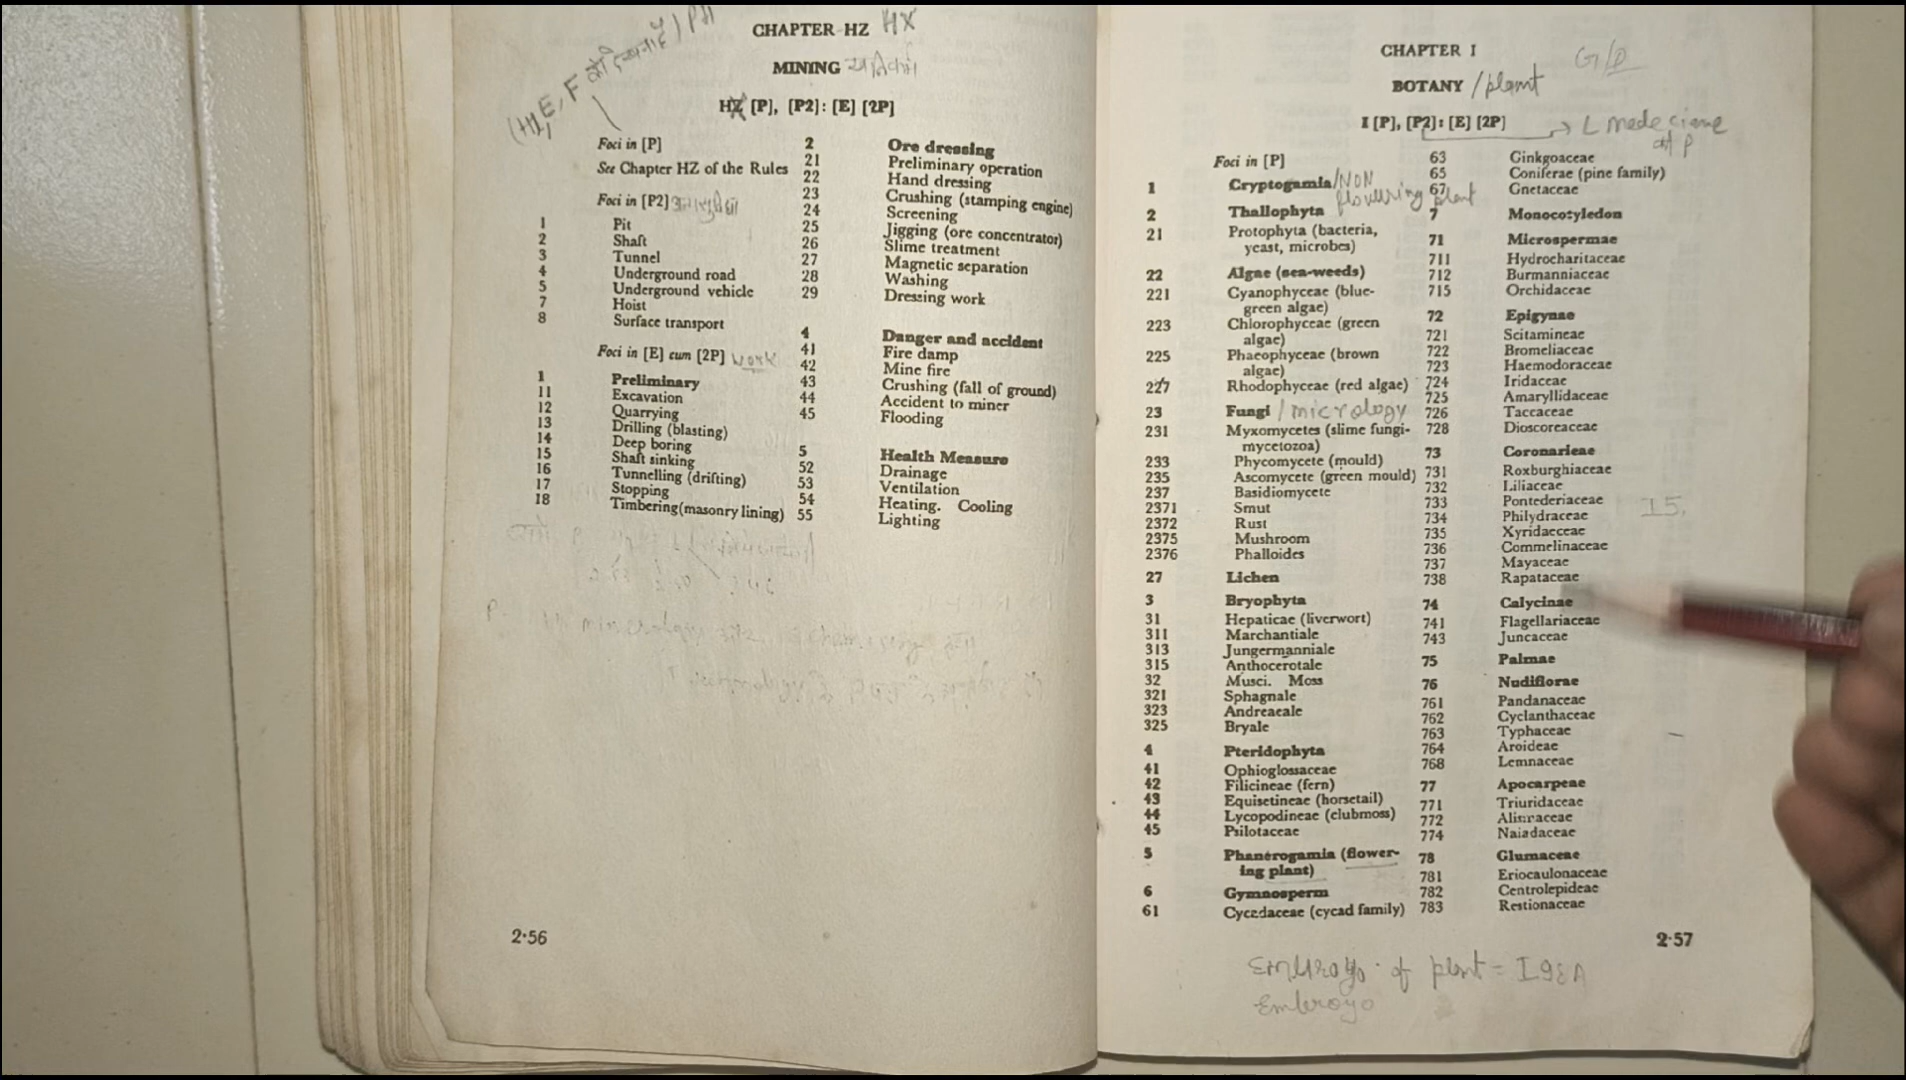 CHAPTER HZ HX
MINING
HZ [P], [P2]: [E] [2P]
Foci in [P]
See Chapter HZ of the Rules
Foci in [P2]
1 Pit
2 Shaft
3 Tunnel
4 Underground road
5 Underground vehicle
7 Hoist
8 Surface transport
Foci in [E] cum [2P] work
1 Preliminary
11 Excavation
12 Quarrying
13 Drilling (blasting)
14 Deep boring
15 Shaft sinking
16 Tunnelling (drifting)
17 Stopping
18 Timbering(masonry lining)
2 Ore dressing
21 Preliminary operation
22 Hand dressing
23 Crushing (stamping engine)
24 Screening
25 Jigging (ore concentrator)
26 Slime treatment
27 Magnetic separation
28 Washing
29 Dressing work
4 Danger and accident
41 Fire damp
42 Mine fire
43 Crushing (fall of ground)
44 Accident to miner
45 Flooding
5 Health Measure
52 Drainage
53 Ventilation
54 Heating. Cooling
55 Lighting
2·56
CHAPTER I
BOTANY /plant
I [P], [P2]: [E] [2P]
Foci in [P]
1 Cryptogamia/NON
flowering plant
2 Thallophyta
21 Protophyta (bacteria,
yeast, microbes)
22 Algae (sea-weeds)
221 Cyanophyceae (blue-
green algae)
223 Chlorophyceae (green
algae)
225 Phaeophyceae (brown
algae)
227 Rhodophyceae (red algae)
23 Fungi / micrology
231 Myxomycetes (slime fungi-
mycetozoa)
233 Phycomycete (mould)
235 Ascomycete (green mould)
237 Basidiomycete
2371 Smut
2372 Rust
2375 Mushroom
2376 Phalloides
27 Lichen
3 Bryophyta
31 Hepaticae (liverwort)
311 Marchantiale
313 Jungermanniale
315 Anthocerotale
32 Musci. Moss
321 Sphagnale
323 Andreaeale
325 Bryale
4 Pteridophyta
41 Ophioglossaceae
42 Filicineae (fern)
43 Equisetineae (horsetail)
44 Lycopodineae (clubmoss)
45 Psilotaceae
5 Phanerogamia (flower-
ing plant)
6 Gymnosperm
61 Cycadaceae (cycad family)
63 Ginkgoaceae
65 Coniferae (pine family)
67 Gnetaceae
7 Monocotyledon
71 Microspermae
711 Hydrocharitaceae
712 Burmanniaceae
715 Orchidaceae
72 Epigynae
721 Scitamineae
722 Bromeliaceae
723 Haemodoraceae
724 Iridaceae
725 Amaryllidaceae
726 Taccaceae
728 Dioscoreaceae
73 Coronarieae
731 Roxburghiaceae
732 Liliaceae
733 Pontederiaceae
734 Philydraceae
735 Xyridacceae
736 Commelinaceae
737 Mayaceae
738 Rapataceae
74 Calycinae
741 Flagellariaceae
743 Juncaceae
75 Palmae
76 Nudiflorae
761 Pandanaceae
762 Cyclanthaceae
763 Typhaceae
764 Aroideae
768 Lemnaceae
77 Apocarpeae
771 Triuridaceae
772 Alismaceae
774 Naiadaceae
78 Glumaceae
781 Eriocaulonaceae
782 Centrolepideae
783 Restionaceae
I5.
2·57
of plant =